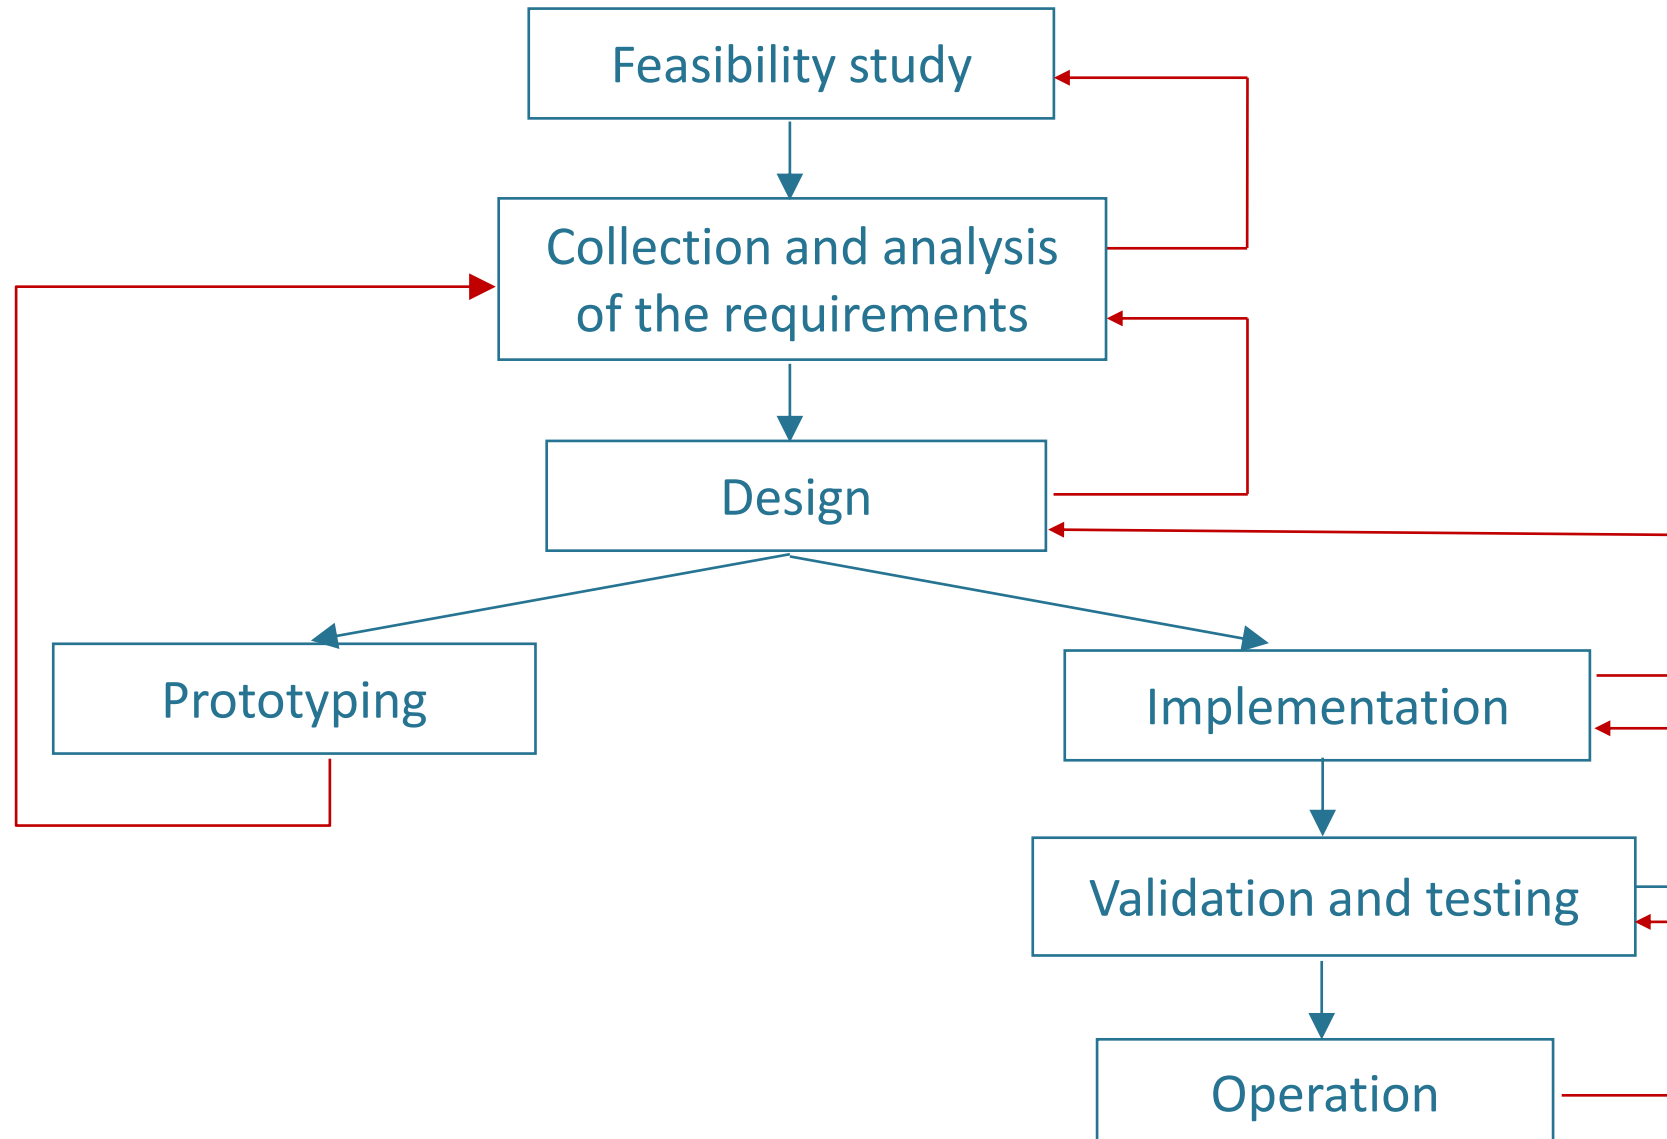 Feasibility study
Collection and analysis
of the requirements
Design
Prototyping
Implementation
Validation and testing
Operation